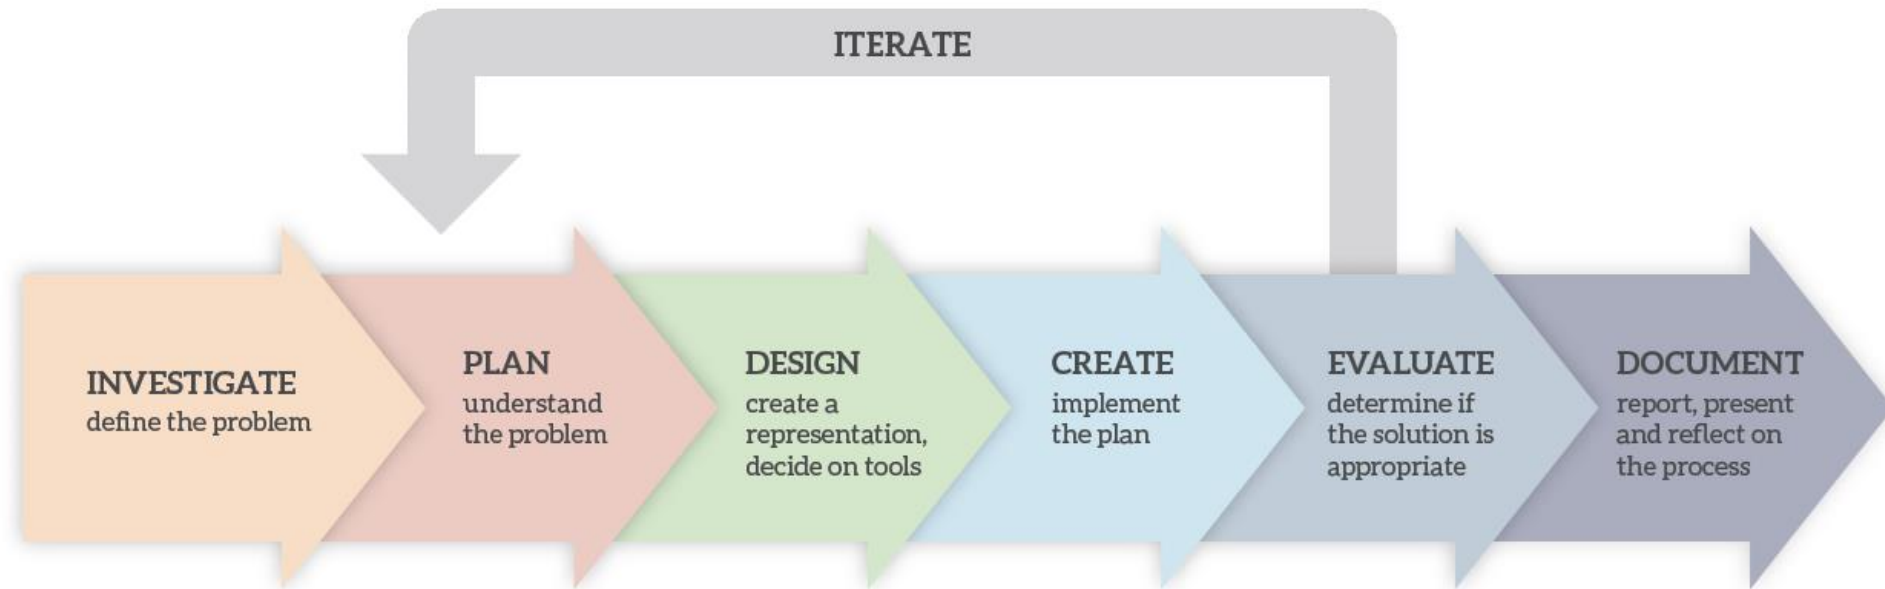 ITERATE
INVESTIGATE
define the problem
PLAN
understand
the problem
DESIGN
create a
representation,
decide on tools
CREATE
implement
the plan
EVALUATE
determine if
the solution is
appropriate
DOCUMENT
report, present
and reflect on
the process